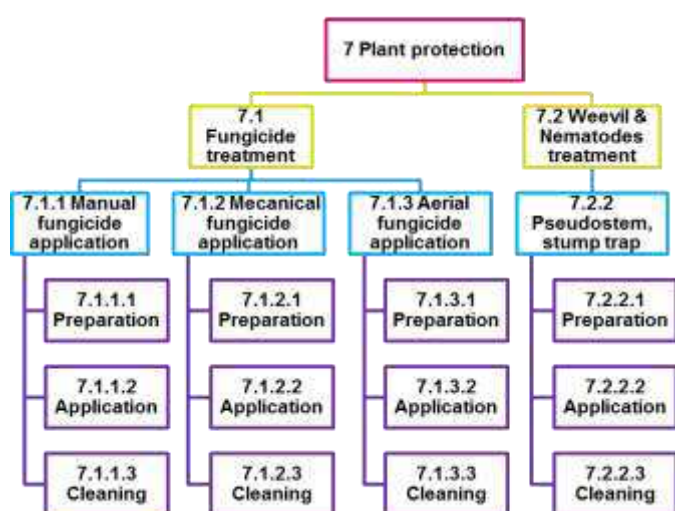 7 Plant protection
7.1
Fungicide
treatment
7.2 Weevil &
Nematodes
treatment
7.1.1 Manual
fungicide
application
7.1.2 Mecanical
fungicide
application
7.1.3 Aerial
fungicide
application
7.2.2
Pseudostem,
stump trap
7.1.1.1
Preparation
7.1.2.1
Preparation
7.1.3.1
Preparation
7.2.2.1
Preparation
7.1.1.2
Application
7.1.2.2
Application
7.1.3.2
Application
7.2.2.2
Application
7.1.1.3
Cleaning
7.1.2.3
Cleaning
7.1.3.3
Cleaning
7.2.2.3
Cleaning